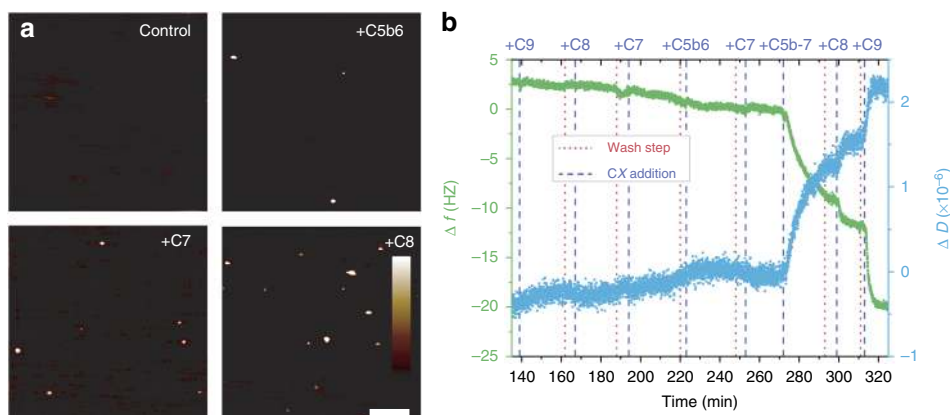 a
Control
+C5b6
+C7
+C8
b
+C9 +C8 +C7 +C5b6 +C7 +C5b-7 +C8 +C9
5
0
−5
−10
−15
−20
−25
Δ f (HZ)
Wash step
CX addition
2
1
0
−1
Δ D (×10⁻⁶)
140 160 180 200 220 240 260 280 300 320
Time (min)